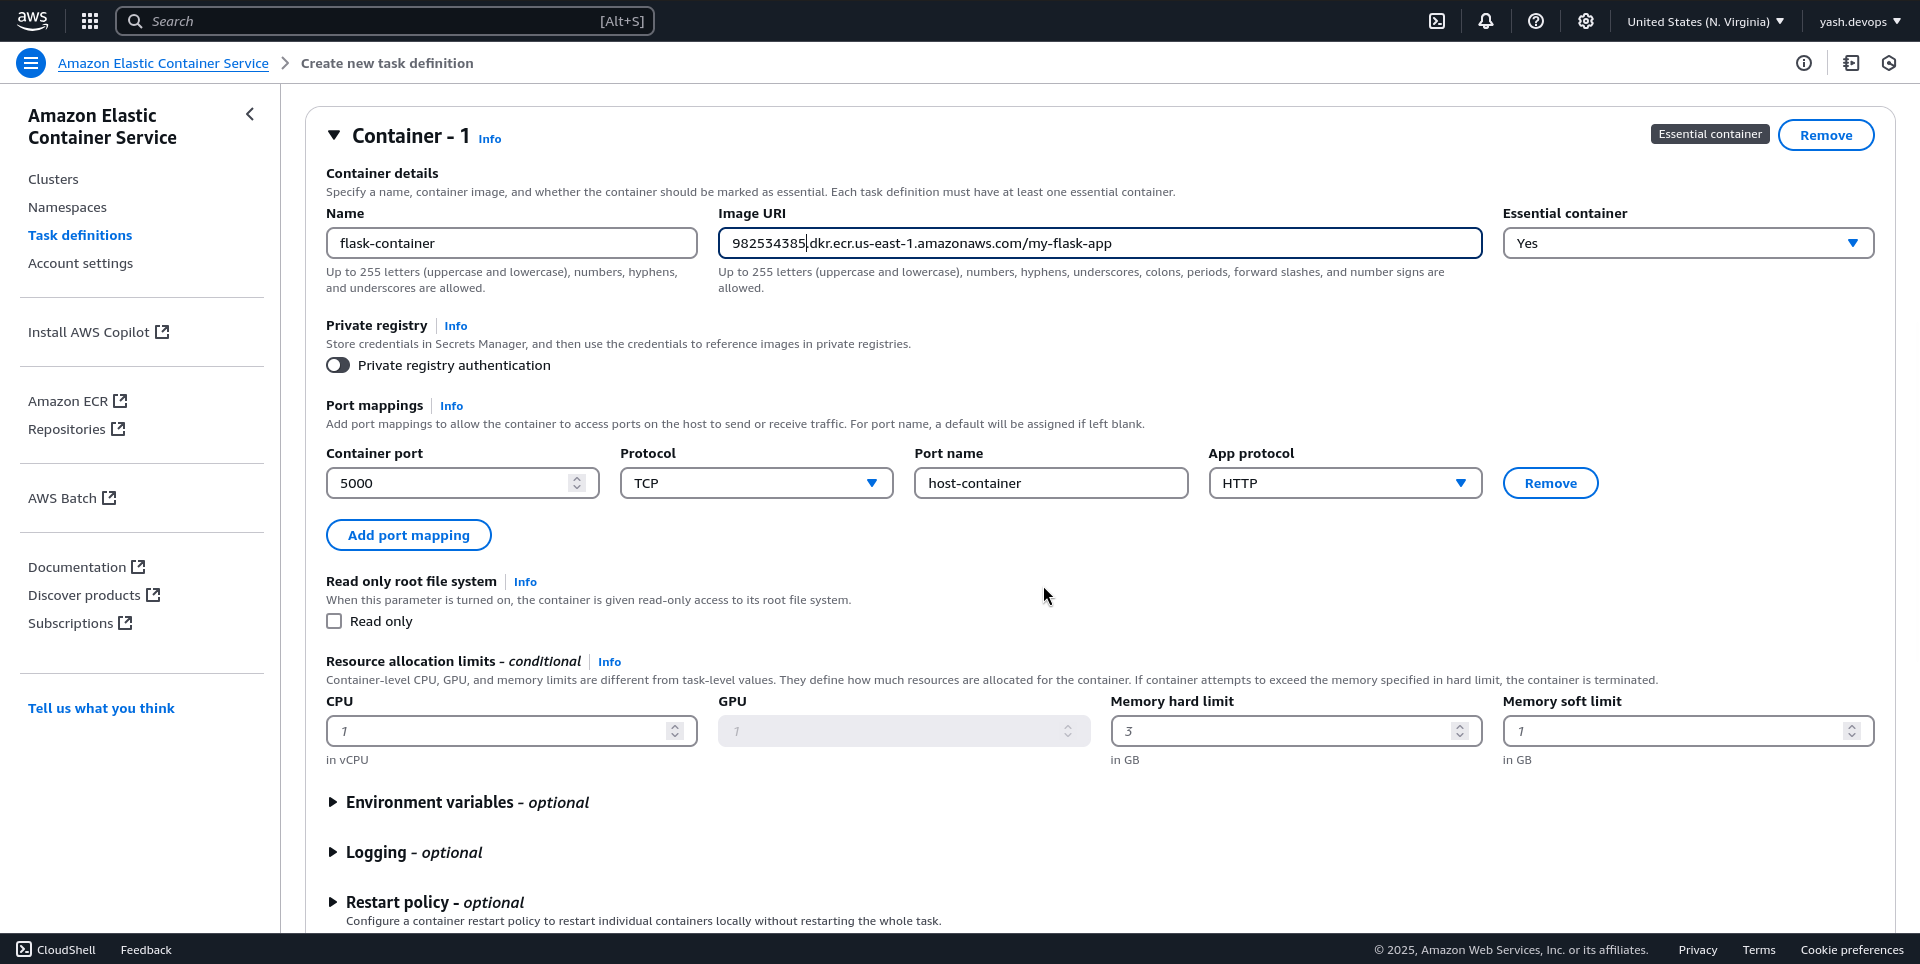 aws
Search [Alt+S]
United States (N. Virginia)
yash.devops
Amazon Elastic Container Service
Create new task definition
Amazon Elastic
Container Service
Clusters
Namespaces
Task definitions
Account settings
Install AWS Copilot
Amazon ECR
Repositories
AWS Batch
Documentation
Discover products
Subscriptions
Tell us what you think
Container - 1 Info
Essential container
Remove
Container details
Specify a name, container image, and whether the container should be marked as essential. Each task definition must have at least one essential container.
Name
flask-container
Up to 255 letters (uppercase and lowercase), numbers, hyphens,
and underscores are allowed.
Image URI
982534385.dkr.ecr.us-east-1.amazonaws.com/my-flask-app
Up to 255 letters (uppercase and lowercase), numbers, hyphens, underscores, colons, periods, forward slashes, and number signs are
allowed.
Essential container
Yes
Private registry Info
Store credentials in Secrets Manager, and then use the credentials to reference images in private registries.
Private registry authentication
Port mappings Info
Add port mappings to allow the container to access ports on the host to send or receive traffic. For port name, a default will be assigned if left blank.
Container port Protocol Port name App protocol
5000 TCP host-container HTTP Remove
Add port mapping
Read only root file system Info
When this parameter is turned on, the container is given read-only access to its root file system.
Read only
Resource allocation limits - conditional Info
Container-level CPU, GPU, and memory limits are different from task-level values. They define how much resources are allocated for the container. If container attempts to exceed the memory specified in hard limit, the container is terminated.
CPU GPU Memory hard limit Memory soft limit
1 1 3 1
in vCPU in GB in GB
Environment variables - optional
Logging - optional
Restart policy - optional
Configure a container restart policy to restart individual containers locally without restarting the whole task.
CloudShell Feedback © 2025, Amazon Web Services, Inc. or its affiliates. Privacy Terms Cookie preferences